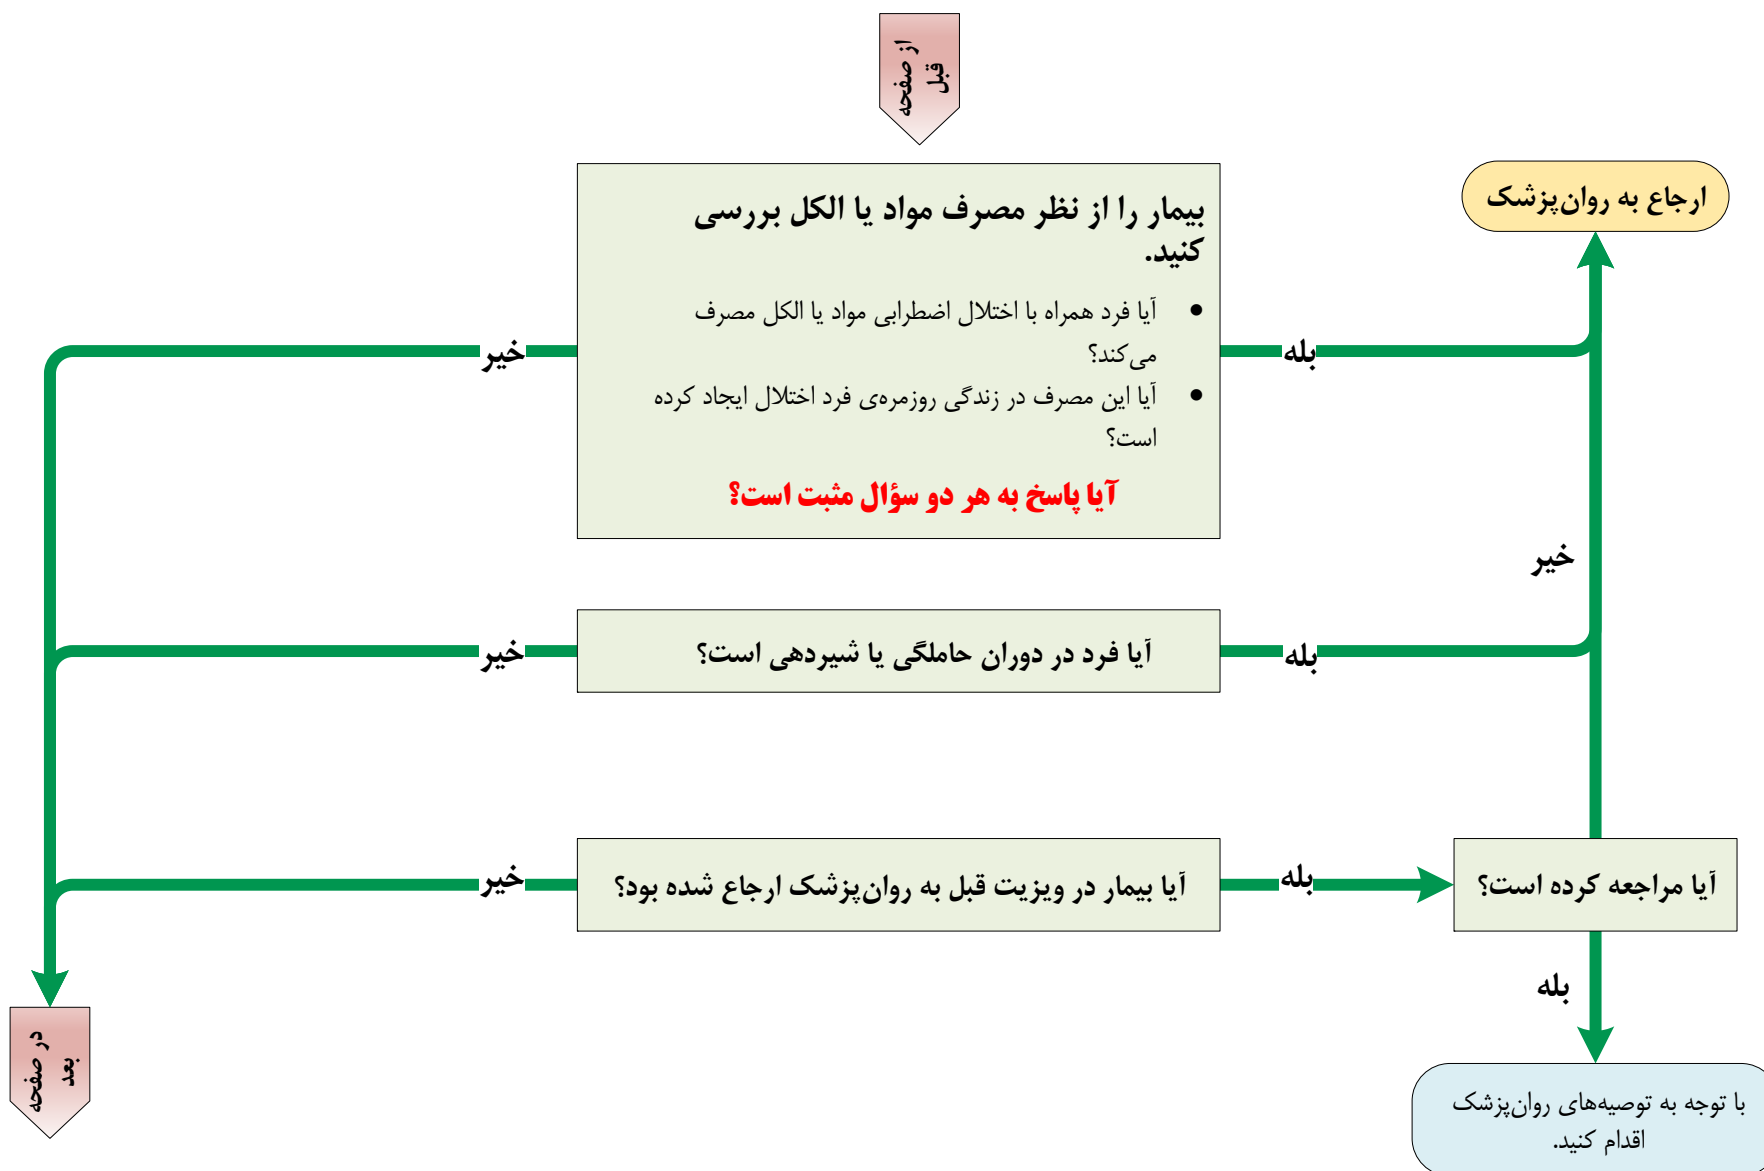 از صفحه
قبل
ارجاع به روان‌پزشک
بیمار را از نظر مصرف مواد یا الکل بررسی
کنید.
• آیا فرد همراه با اختلال اضطرابی مواد یا الکل مصرف
می‌کند؟
• آیا این مصرف در زندگی روزمره‌ی فرد اختلال ایجاد کرده
است؟
آیا پاسخ به هر دو سؤال مثبت است؟
بله
خیر
خیر
آیا فرد در دوران حاملگی یا شیردهی است؟
بله
خیر
آیا مراجعه کرده است؟
بله
آیا بیمار در ویزیت قبل به روان‌پزشک ارجاع شده بود؟
خیر
بله
با توجه به توصیه‌های روان‌پزشک
اقدام کنید.
در صفحه
بعد